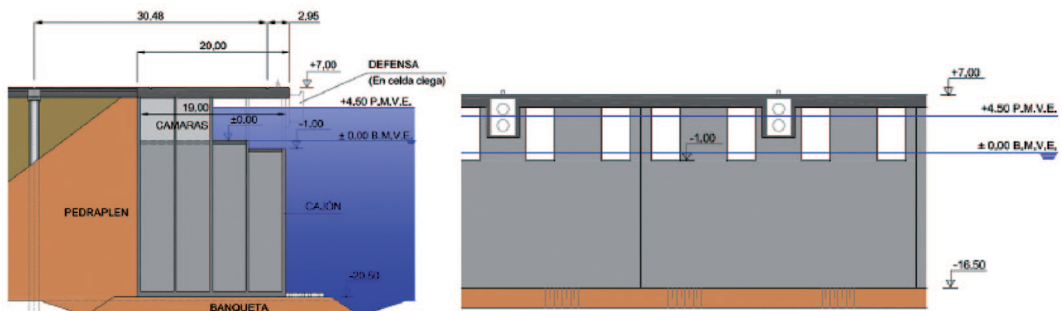 30,48
2,95
20,00
+7,00
DEFENSA
(En celda ciega)
19,00
+4.50 P.M.V.E.
±0.00
-1.00
CAMARAS
± 0.00 B.M.V.E.
PEDRAPLEN
CAJÓN
-20.50
BANQUETA
+7,00
+4.50 P.M.V.E.
-1.00
± 0,00 B,M,V,E,
-16.50